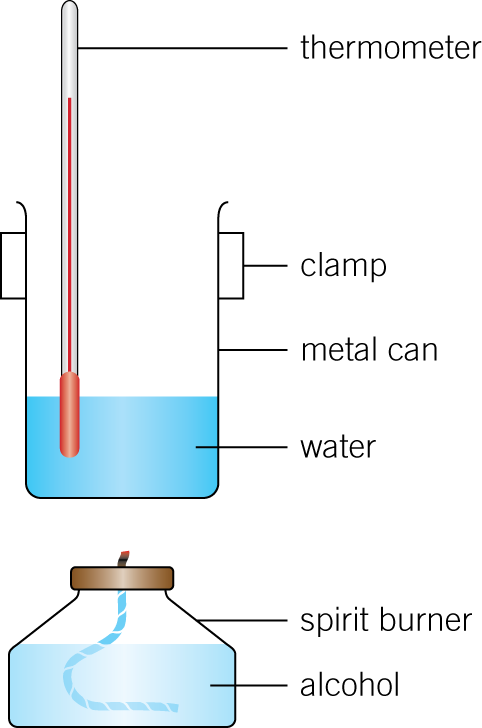 thermometer
clamp
metal can
water
spirit burner
alcohol